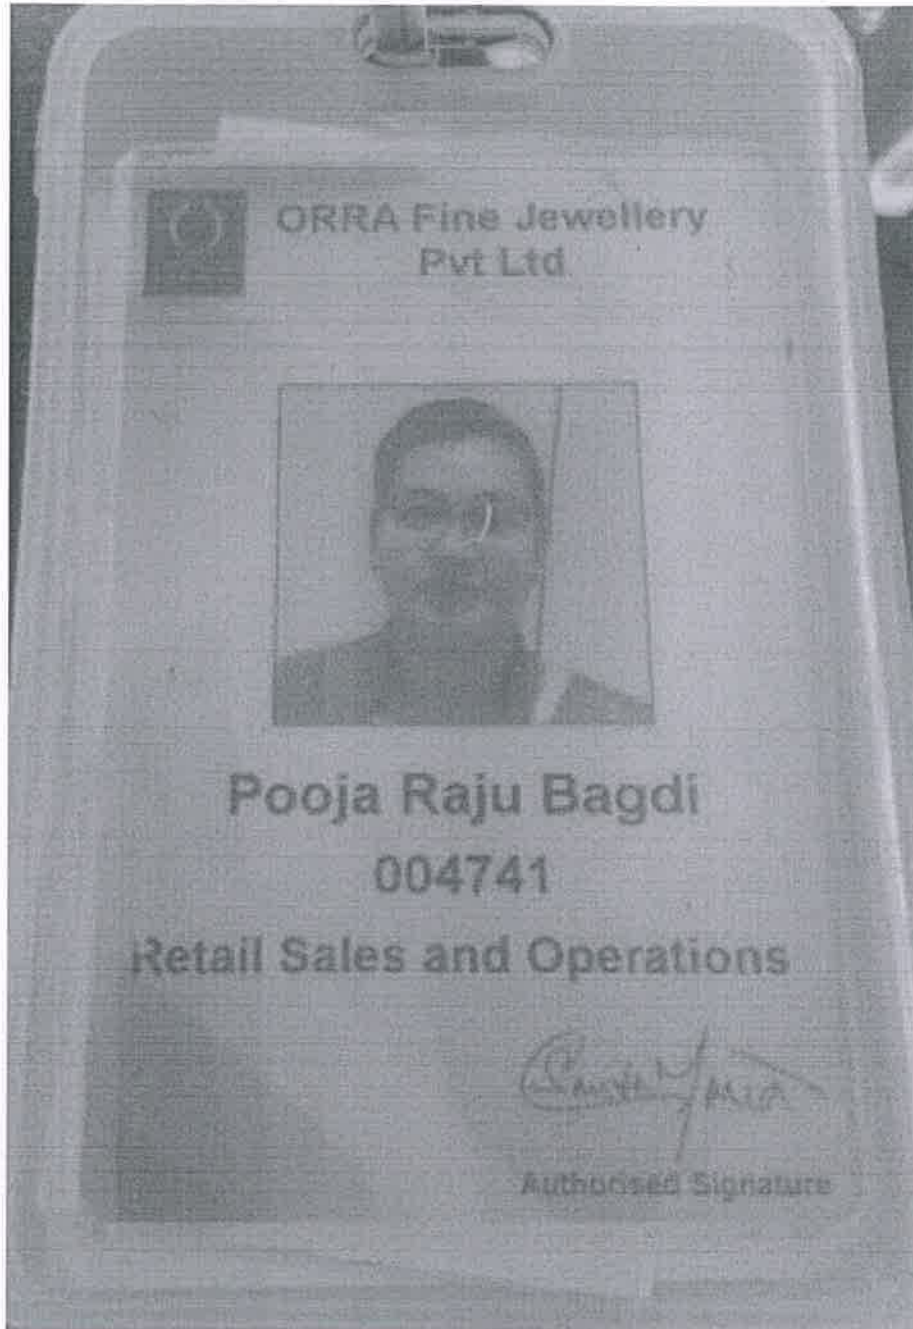 ORRA Fine Jewellery
Pvt Ltd
Pooja Raju Bagdi
004741
Retail Sales and Operations
Authorised Signature